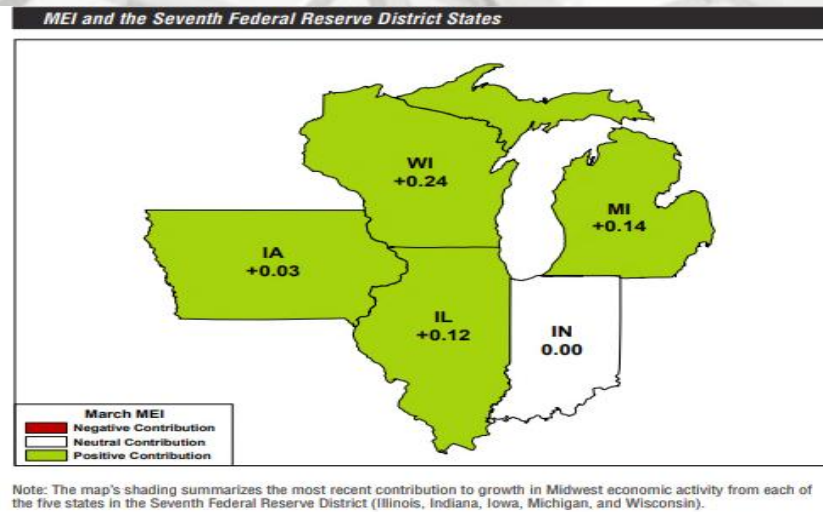 MEI and the Seventh Federal Reserve District States
WI
+0.24
MI
+0.14
IA
+0.03
IL
+0.12
IN
0.00
March MEI
Negative Contribution
Neutral Contribution
Positive Contribution
Note: The map's shading summarizes the most recent contribution to growth in Midwest economic activity from each of
the five states in the Seventh Federal Reserve District (Illinois, Indiana, Iowa, Michigan, and Wisconsin).